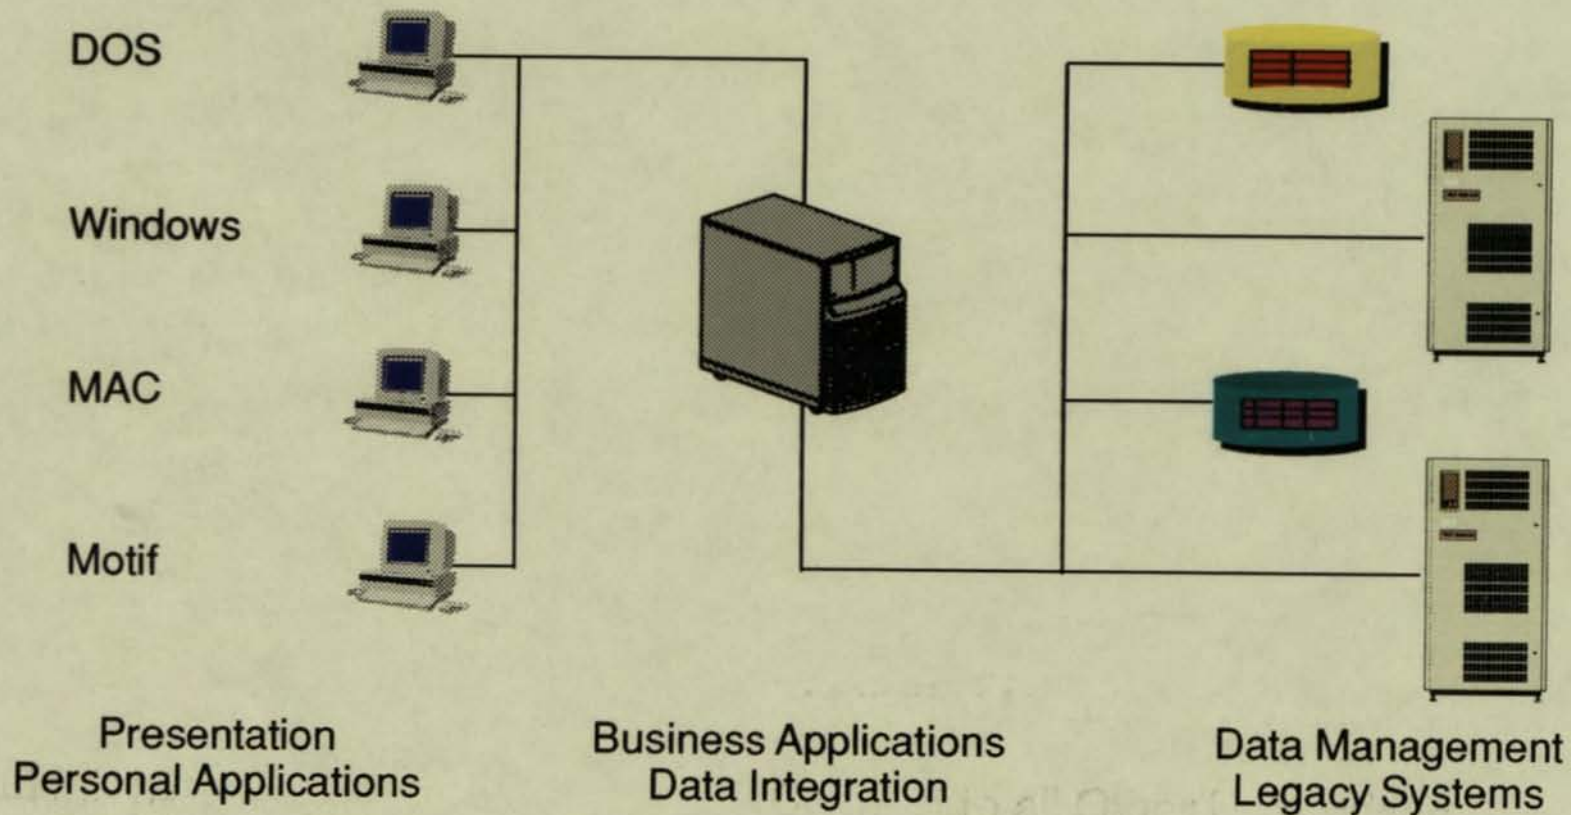 DOS
Windows
MAC
Motif
Presentation
Personal Applications
Business Applications
Data Integration
Data Management
Legacy Systems